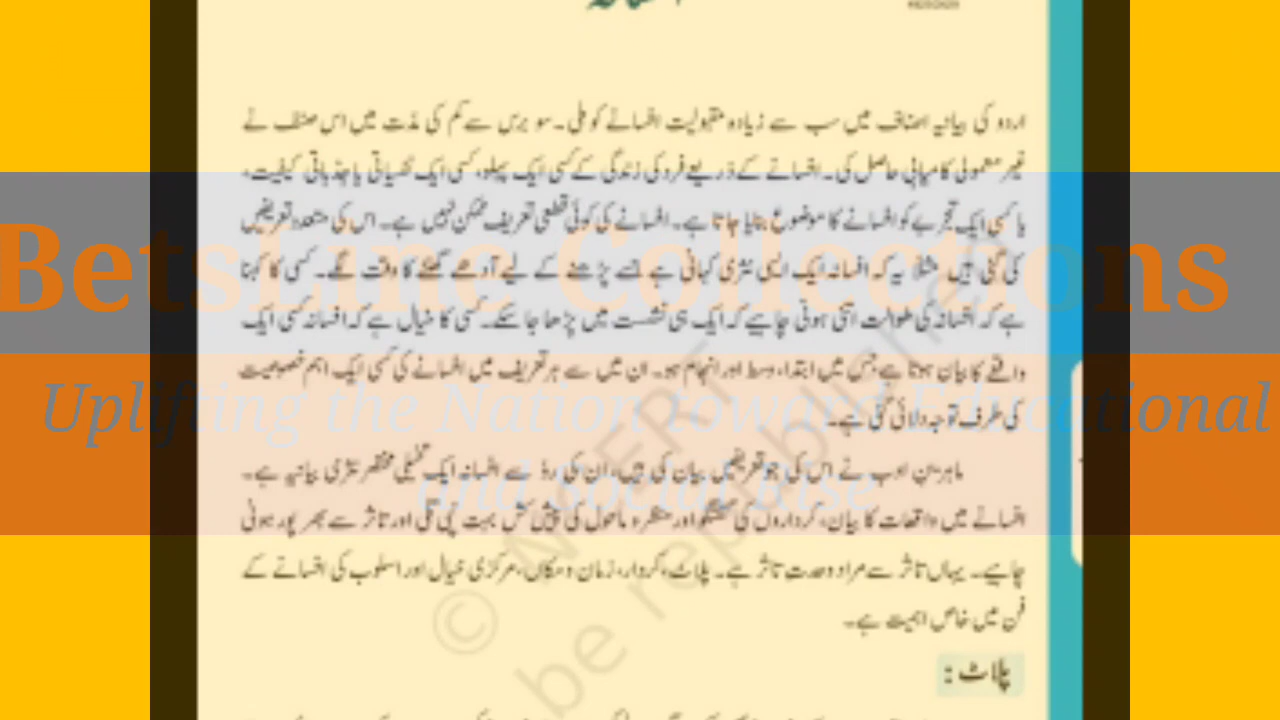 اردو کی بیانیہ اصناف میں سب سے زیادہ مقبولیت افسانے کو ملی۔ سو برس سے کم کی مدّت میں اس صنف نے
غیر معمولی کامیابی حاصل کی۔ افسانے کے ذریعے فرد کی زندگی کے کسی ایک پہلو، کسی ایک نفسیاتی یا جذباتی کیفیت،
یا کسی ایک تجربے کو افسانے کا موضوع بنایا جاتا ہے۔ افسانے کی کوئی قطعی تعریف ممکن نہیں ہے۔ اس کی متعدد تعریفیں
BetsLine Collections
کی گئی ہیں مثلاً یہ کہ افسانہ ایک ایسی نثری کہانی ہے جسے پڑھنے کے لیے آدھے گھنٹے کا وقت لگے۔ کسی کا کہنا
ہے کہ افسانہ کی طوالت اتنی ہونی چاہیے کہ ایک ہی نشست میں پڑھا جا سکے۔ کسی کا خیال ہے کہ افسانہ کسی ایک
واقعے کا بیان ہوتا ہے جس میں ابتدا، وسط اور انجام ہو۔ ان میں سے ہر تعریف میں افسانے کی کسی ایک اہم خصوصیت
Uplifting the Nation toward Educational
کی طرف توجہ دلائی گئی ہے۔
ماہرین ادب نے اس کی جو تعریفیں بیان کی ہیں، ان کی رو سے افسانہ ایک تخیلی مختصر نثری بیانیہ ہے۔
and Social Rise
افسانے میں واقعات کا بیان، کرداروں کی گفتگو اور منظر و ماحول کی پیش کش بہت نپی تلی اور تاثر سے بھر پور ہونی
چاہیے۔ یہاں تاثر سے مراد وحدت تاثر ہے۔ پلاٹ، کردار، زمان و مکاں، مرکزی خیال اور اسلوب کی افسانے کے
فن میں خاص اہمیت ہے۔
© NCERT
be republished
پلاٹ :